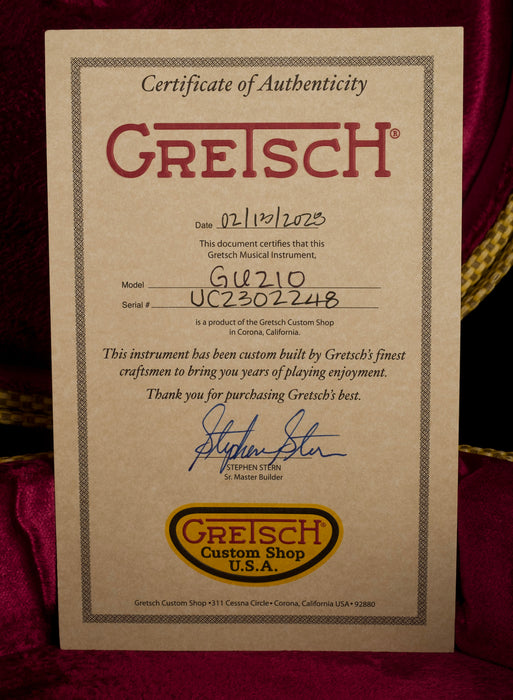 Certificate of Authenticity
GRETSCH®
Date 02/13/2023
This document certifies that this
Gretsch Musical Instrument,
Model GU210
Serial # UC2302248
is a product of the Gretsch Custom Shop
in Corona, California.
This instrument has been custom built by Gretsch's finest
craftsmen to bring you years of playing enjoyment.
Thank you for purchasing Gretsch's best.
Stephen Stern
STEPHEN STERN
Sr. Master Builder
GRETSCH®
Custom Shop
U.S.A.
Gretsch Custom Shop •311 Cessna Circle• Corona, California USA• 92880